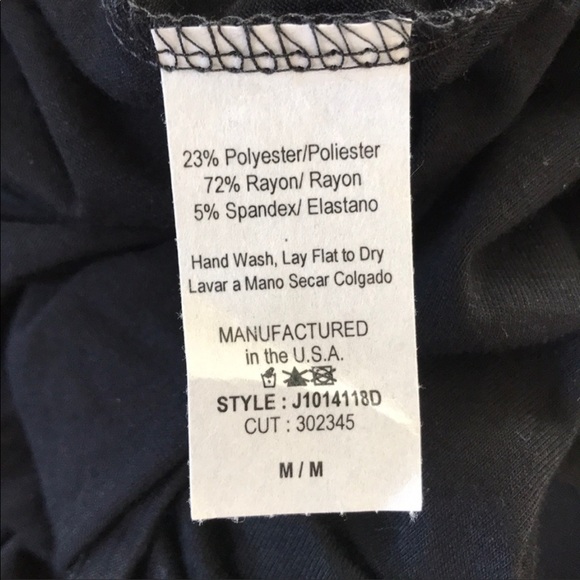 23% Polyester/Poliester
72% Rayon/ Rayon
5% Spandex/ Elastano
Hand Wash, Lay Flat to Dry
Lavar a Mano Secar Colgado
MANUFACTURED
in the U.S.A.
STYLE : J1014118D
CUT : 302345
M / M